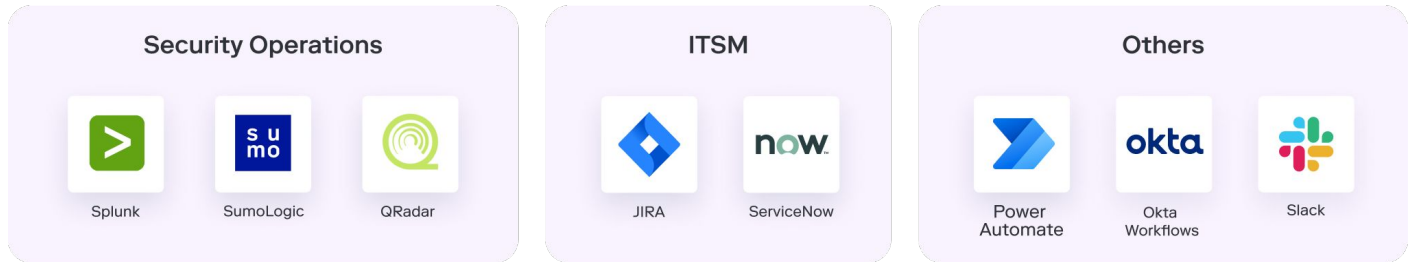 Security Operations
s u
mo
Splunk
SumoLogic
QRadar
ITSM
now.
JIRA
ServiceNow
Others
okta
Power
Automate
Okta
Workflows
Slack